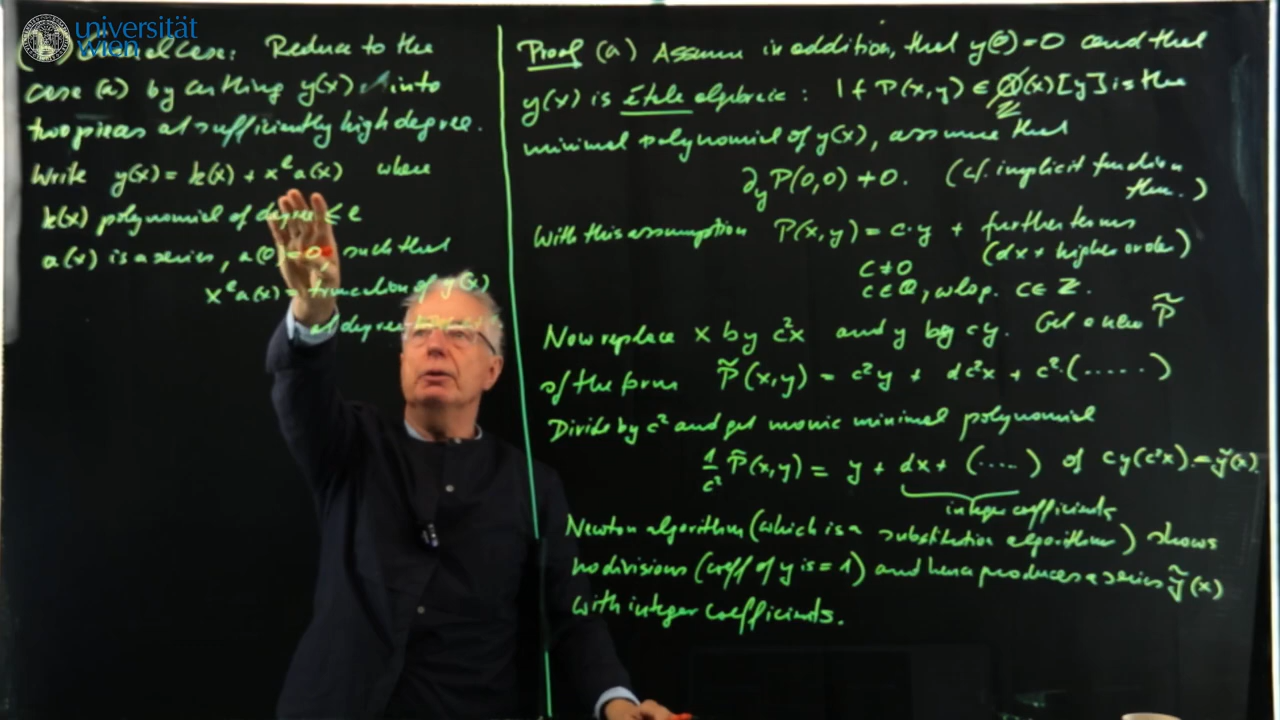 universität
wien
General case: Reduce to the
case (a) by cutting y(x) into
two pieces at sufficiently high degree.
Write y(x) = k(x) + x^e a(x) where
k(x) polynomial of degree ≤ e
a(x) is a series, a(0)=0, such that
x^e a(x) = truncation of y(x)
at degree
Proof (a) Assume in addition, that y(0)=0 and that
y(x) is étale algebraic: If P(x,y) ∈ ℤ(x)[y] is the
minimal polynomial of y(x), assume that
∂_y P(0,0) ≠ 0. (cf. implicit function
thm.)
With this assumption P(x,y) = c·y + further terms
(dx + higher order)
c≠0
c∈ℚ, wlog. c∈ℤ.
Now replace x by c²x and y by cy. Get a new P̃
of the form P̃(x,y) = c²y + dc²x + c²·(.....)
Divide by c² and get monic minimal polynomial
1/c² P̃(x,y) = y + dx + (....) of cy(c²x).=ỹ(x).
integer coefficients
Newton algorithm (which is a substitution algorithm) shows
no divisions (coeff of y is = 1) and hence produces a series ỹ(x)
with integer coefficients.